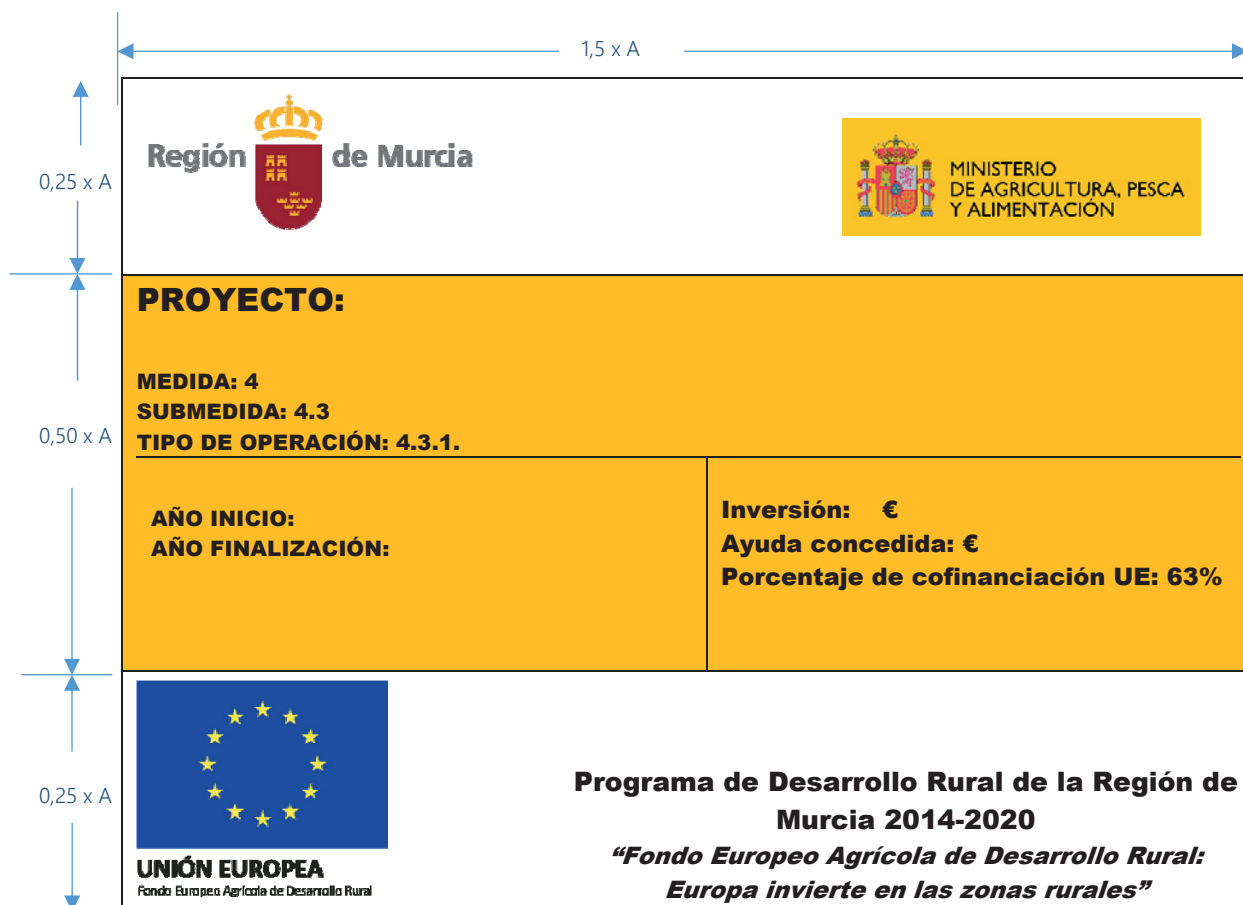 1,5 x A
0,25 x A
Región de Murcia
MINISTERIO
DE AGRICULTURA, PESCA
Y ALIMENTACIÓN
0,50 x A
PROYECTO:
MEDIDA: 4
SUBMEDIDA: 4.3
TIPO DE OPERACIÓN: 4.3.1.
AÑO INICIO:
AÑO FINALIZACIÓN:
Inversión: €
Ayuda concedida: €
Porcentaje de cofinanciación UE: 63%
0,25 x A
UNIÓN EUROPEA
Fondo Europeo Agrícola de Desarrollo Rural
Programa de Desarrollo Rural de la Región de
Murcia 2014-2020
“Fondo Europeo Agrícola de Desarrollo Rural:
Europa invierte en las zonas rurales”